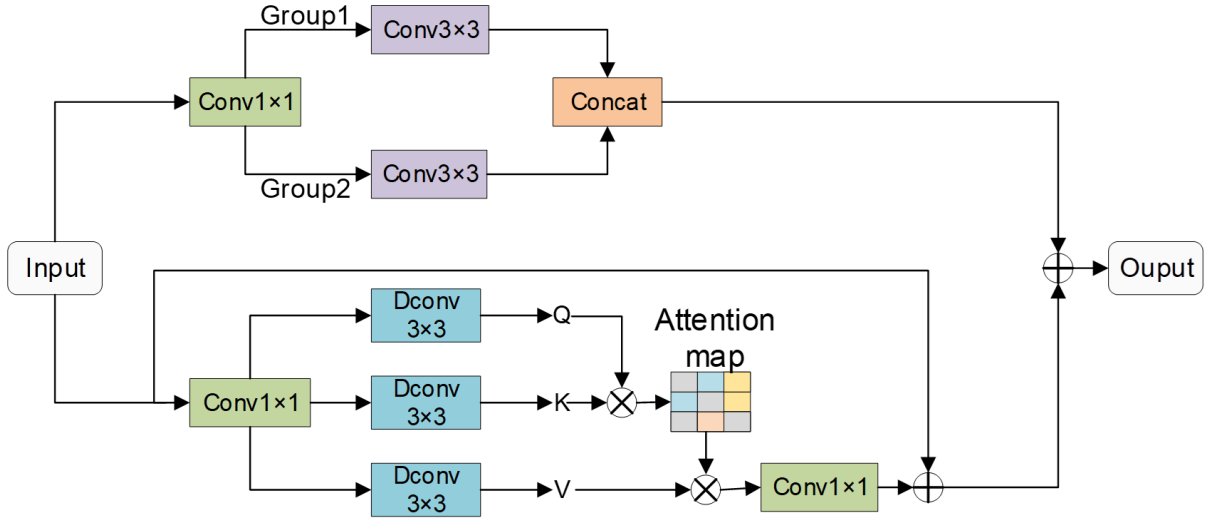 Group1
Conv3×3
Conv1×1
Concat
Group2
Conv3×3
Input
Ouput
Dconv
3×3
Q
Attention
map
Conv1×1
Dconv
3×3
K
Dconv
3×3
V
Conv1×1